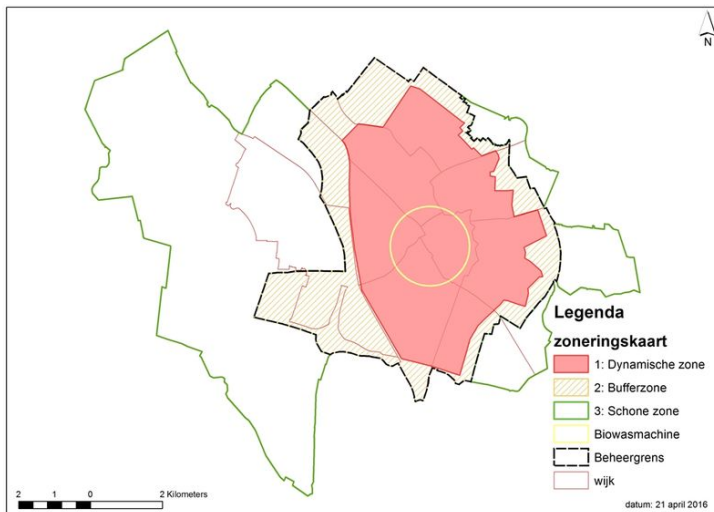 N
Legenda
zoneringskaart
1: Dynamische zone
2: Bufferzone
3: Schone zone
Biowasmachine
Beheergrens
wijk
2 1 0 2 Kilometers
datum: 21 april 2016